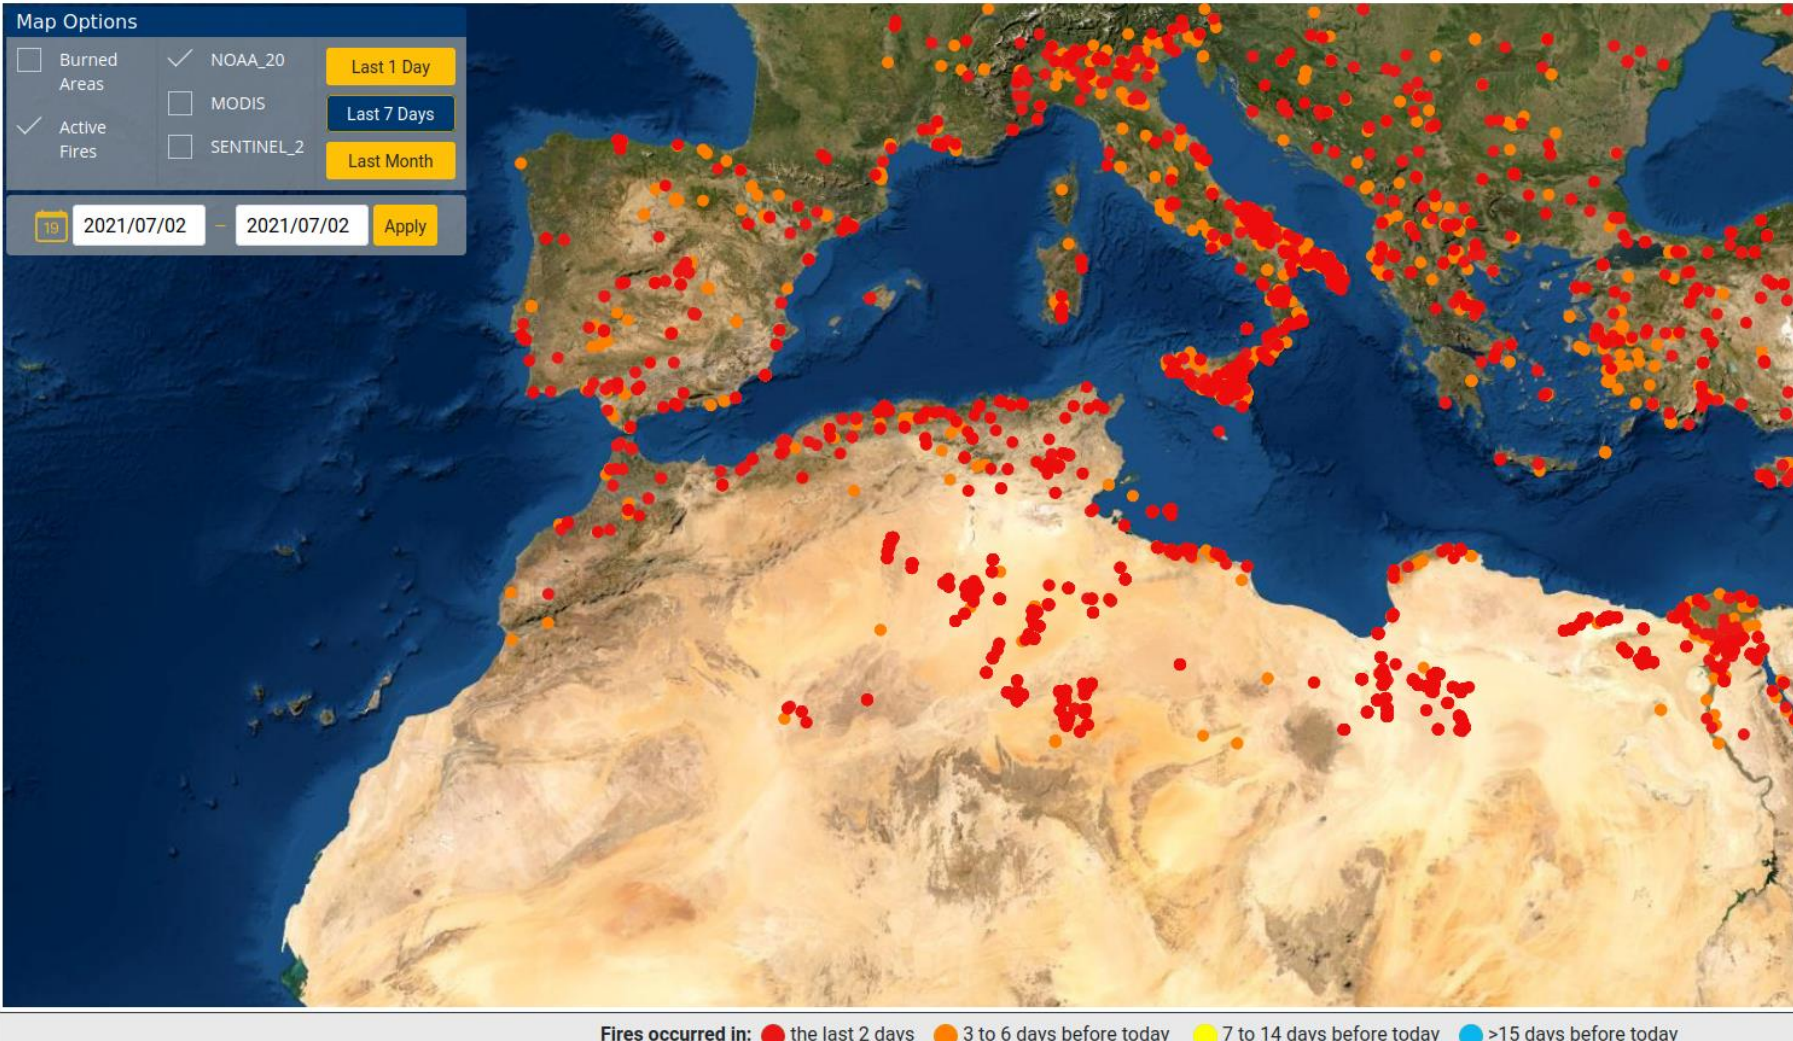 Map Options
Burned
Areas
Active
Fires
NOAA_20
MODIS
SENTINEL_2
Last 1 Day
Last 7 Days
Last Month
19
2021/07/02
–
2021/07/02
Apply
Fires occurred in: the last 2 days 3 to 6 days before today 7 to 14 days before today >15 days before today